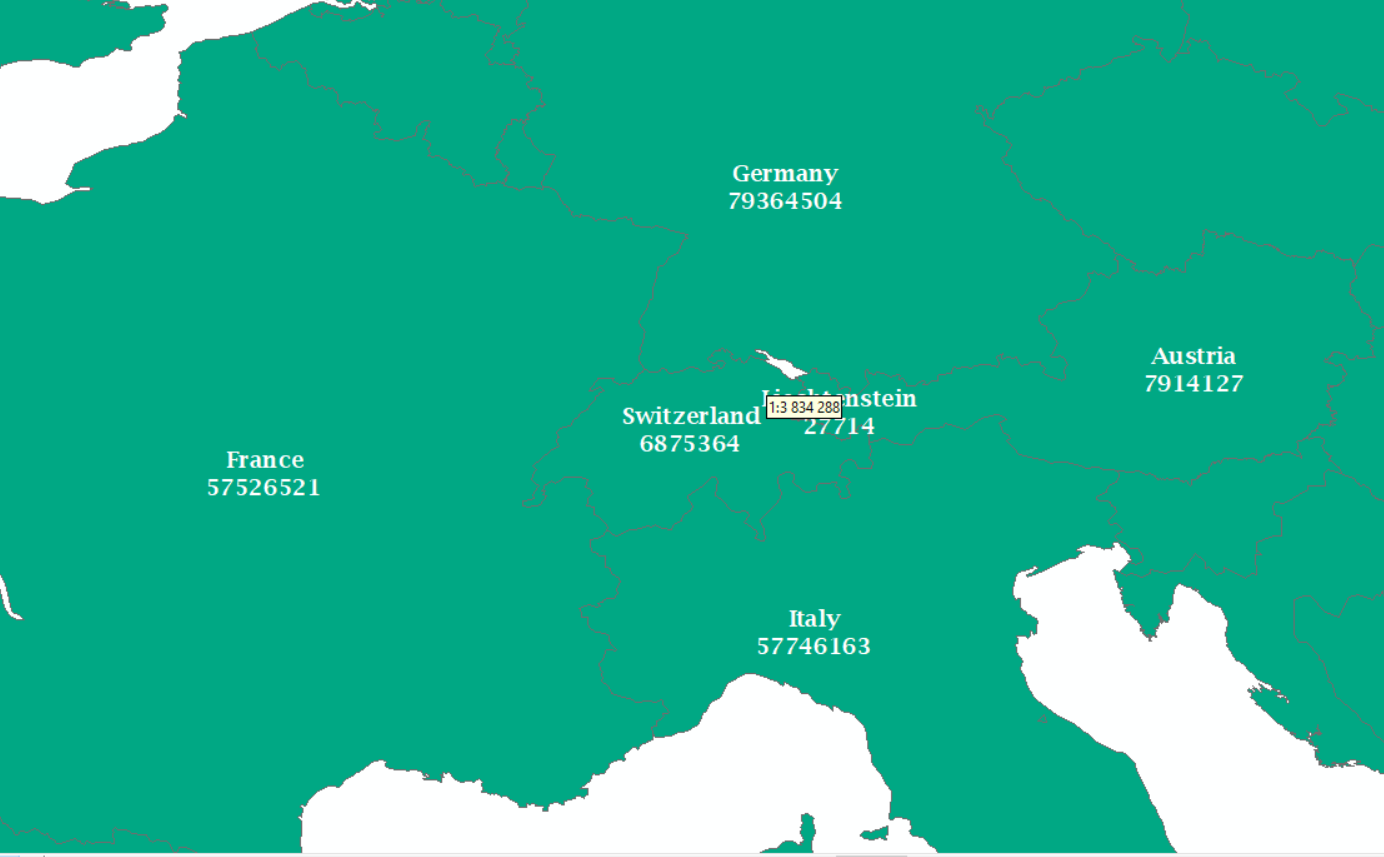 Germany
79364504
Austria
7914127
Switzerland
6875364
1:3 834 288
27714
France
57526521
Italy
57746163